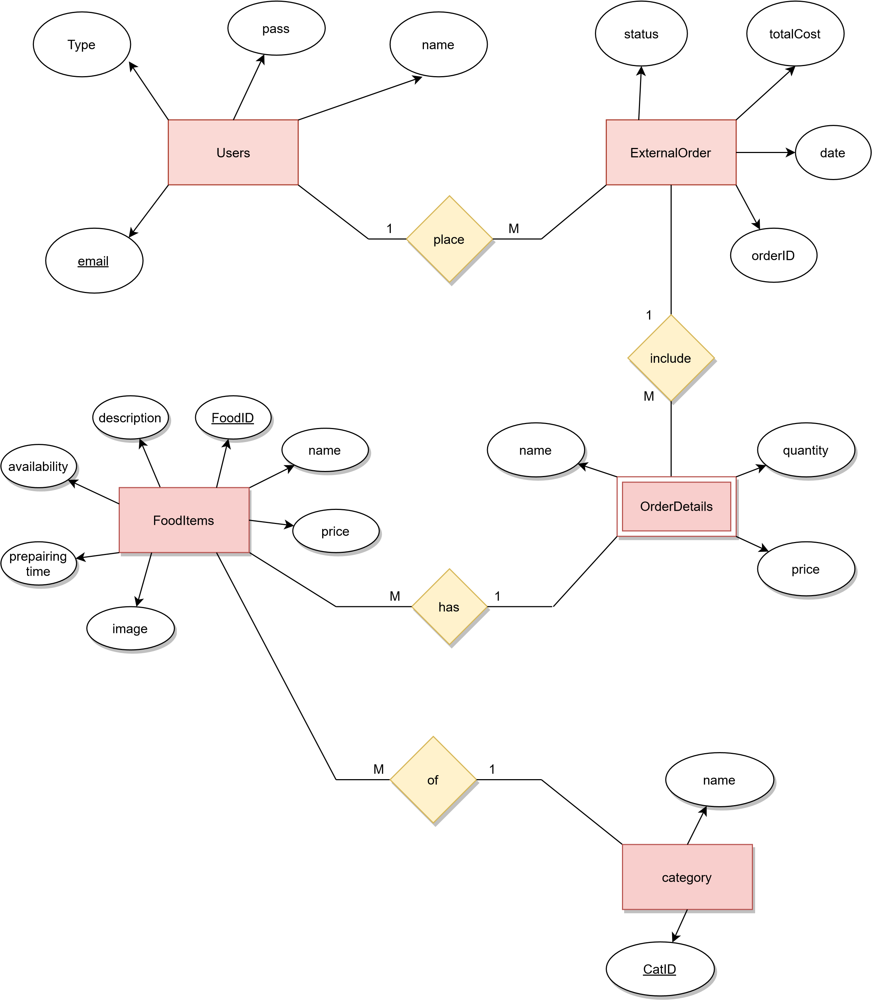 Type
pass
name
status
totalCost
Users
ExternalOrder
date
email
1
place
M
orderID
1
include
M
description
FoodID
name
availability
name
quantity
FoodItems
OrderDetails
price
prepairing
time
price
image
M
has
1
M
of
1
name
category
CatID